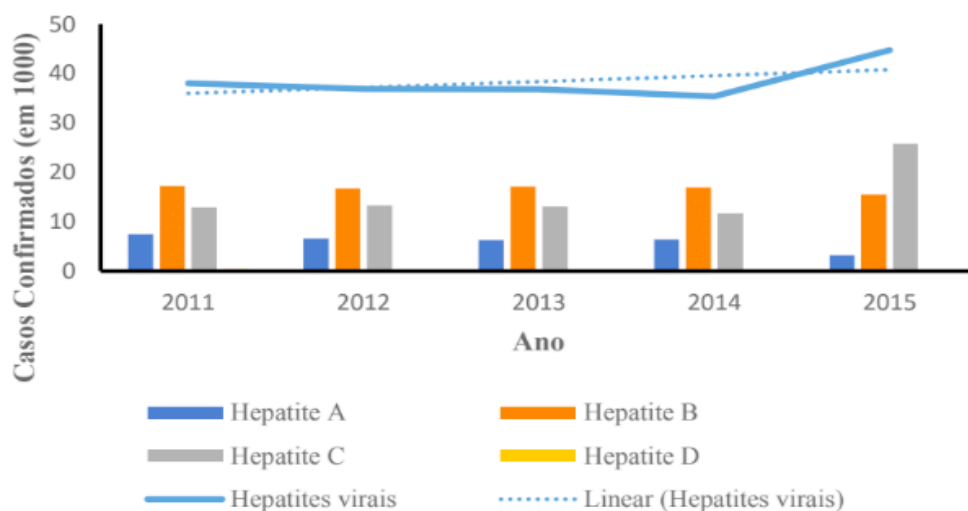 50
40
30
20
10
0
Casos Confirmados (em 1000)
2011 2012 2013 2014 2015
Ano
Hepatite A Hepatite B
Hepatite C Hepatite D
Hepatites virais Linear (Hepatites virais)